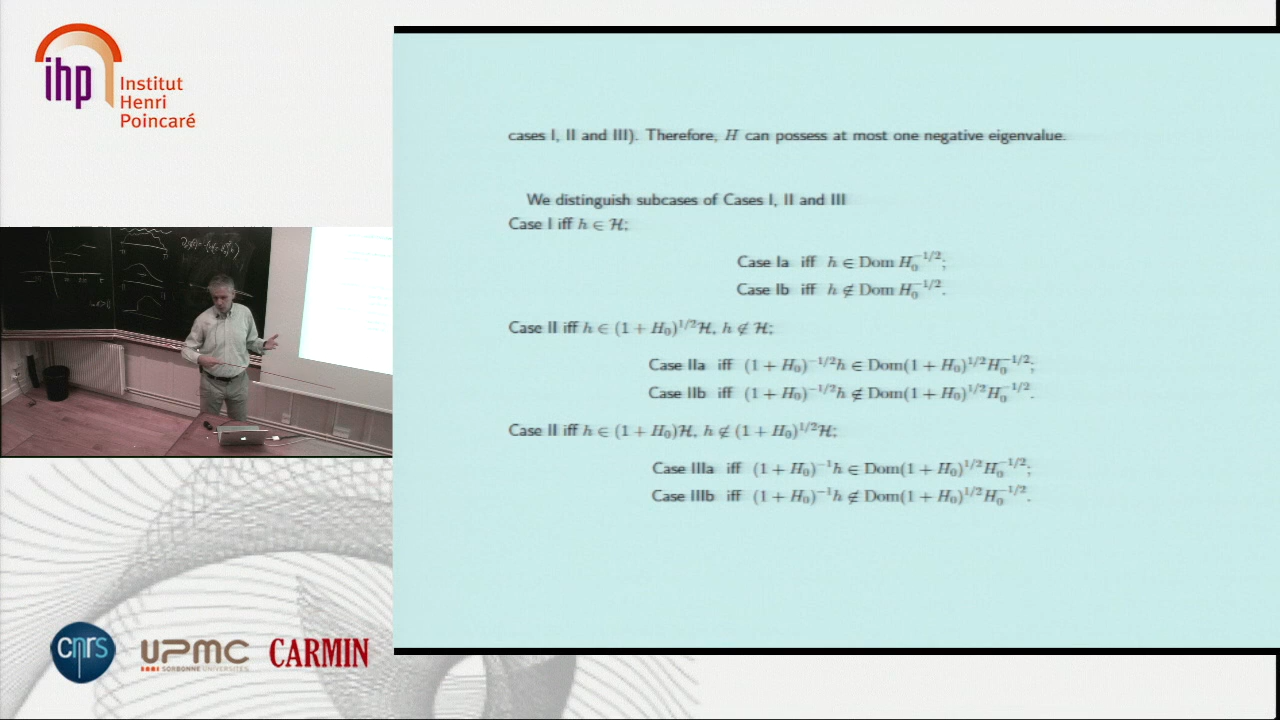 ihp
Institut
Henri
Poincaré
cases I, II and III). Therefore, H can possess at most one negative eigenvalue.
We distinguish subcases of Cases I, II and III
Case I iff h ∈ ℋ;
Case Ia iff h ∈ Dom H₀^{-1/2};
Case Ib iff h ∉ Dom H₀^{-1/2}.
Case II iff h ∈ (1 + H₀)^{1/2}ℋ, h ∉ ℋ;
Case IIa iff (1 + H₀)^{-1/2}h ∈ Dom(1 + H₀)^{1/2}H₀^{-1/2};
Case IIb iff (1 + H₀)^{-1/2}h ∉ Dom(1 + H₀)^{1/2}H₀^{-1/2}.
Case II iff h ∈ (1 + H₀)ℋ, h ∉ (1 + H₀)^{1/2}ℋ;
Case IIIa iff (1 + H₀)^{-1}h ∈ Dom(1 + H₀)^{1/2}H₀^{-1/2};
Case IIIb iff (1 + H₀)^{-1}h ∉ Dom(1 + H₀)^{1/2}H₀^{-1/2}.
cnrs
UPMC
SORBONNE UNIVERSITÉS
CARMIN